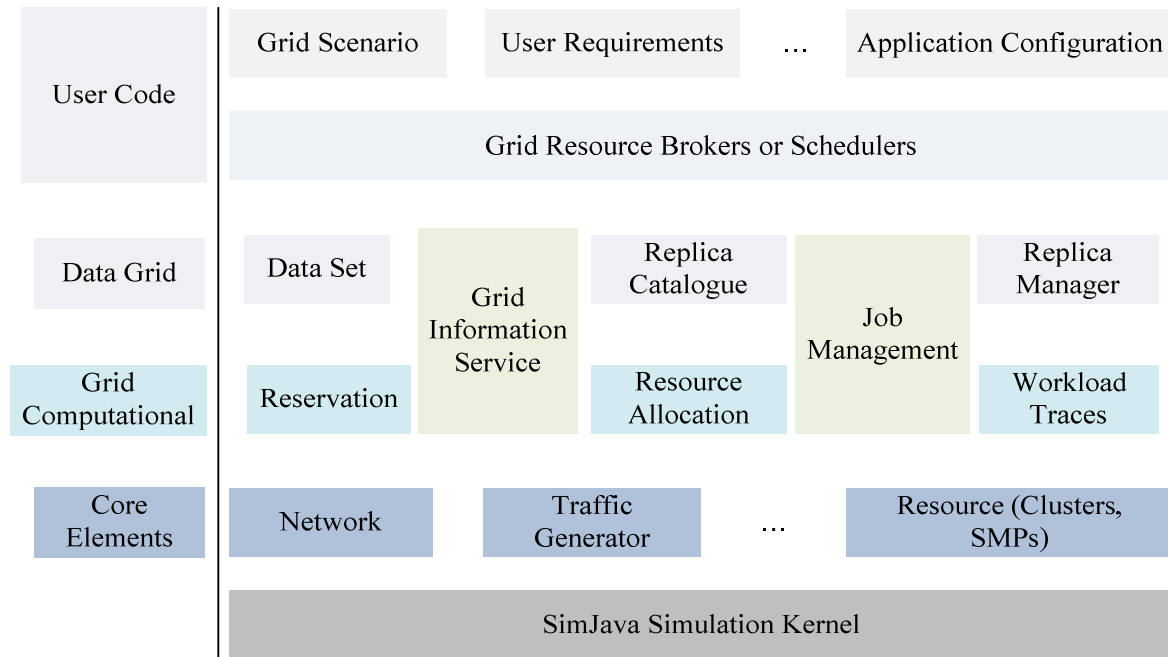 User Code
Grid Scenario
User Requirements
...
Application Configuration
Grid Resource Brokers or Schedulers
Data Grid
Data Set
Grid
Information
Service
Replica
Catalogue
Job
Management
Replica
Manager
Grid
Computational
Reservation
Resource
Allocation
Workload
Traces
Core
Elements
Network
Traffic
Generator
...
Resource (Clusters,
SMPs)
SimJava Simulation Kernel